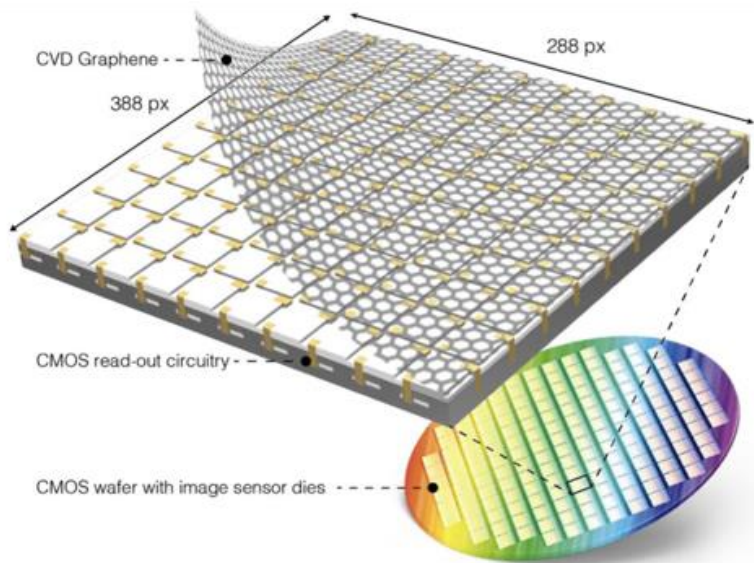 288 px
CVD Graphene
388 px
CMOS read-out circuitry
CMOS wafer with image sensor dies